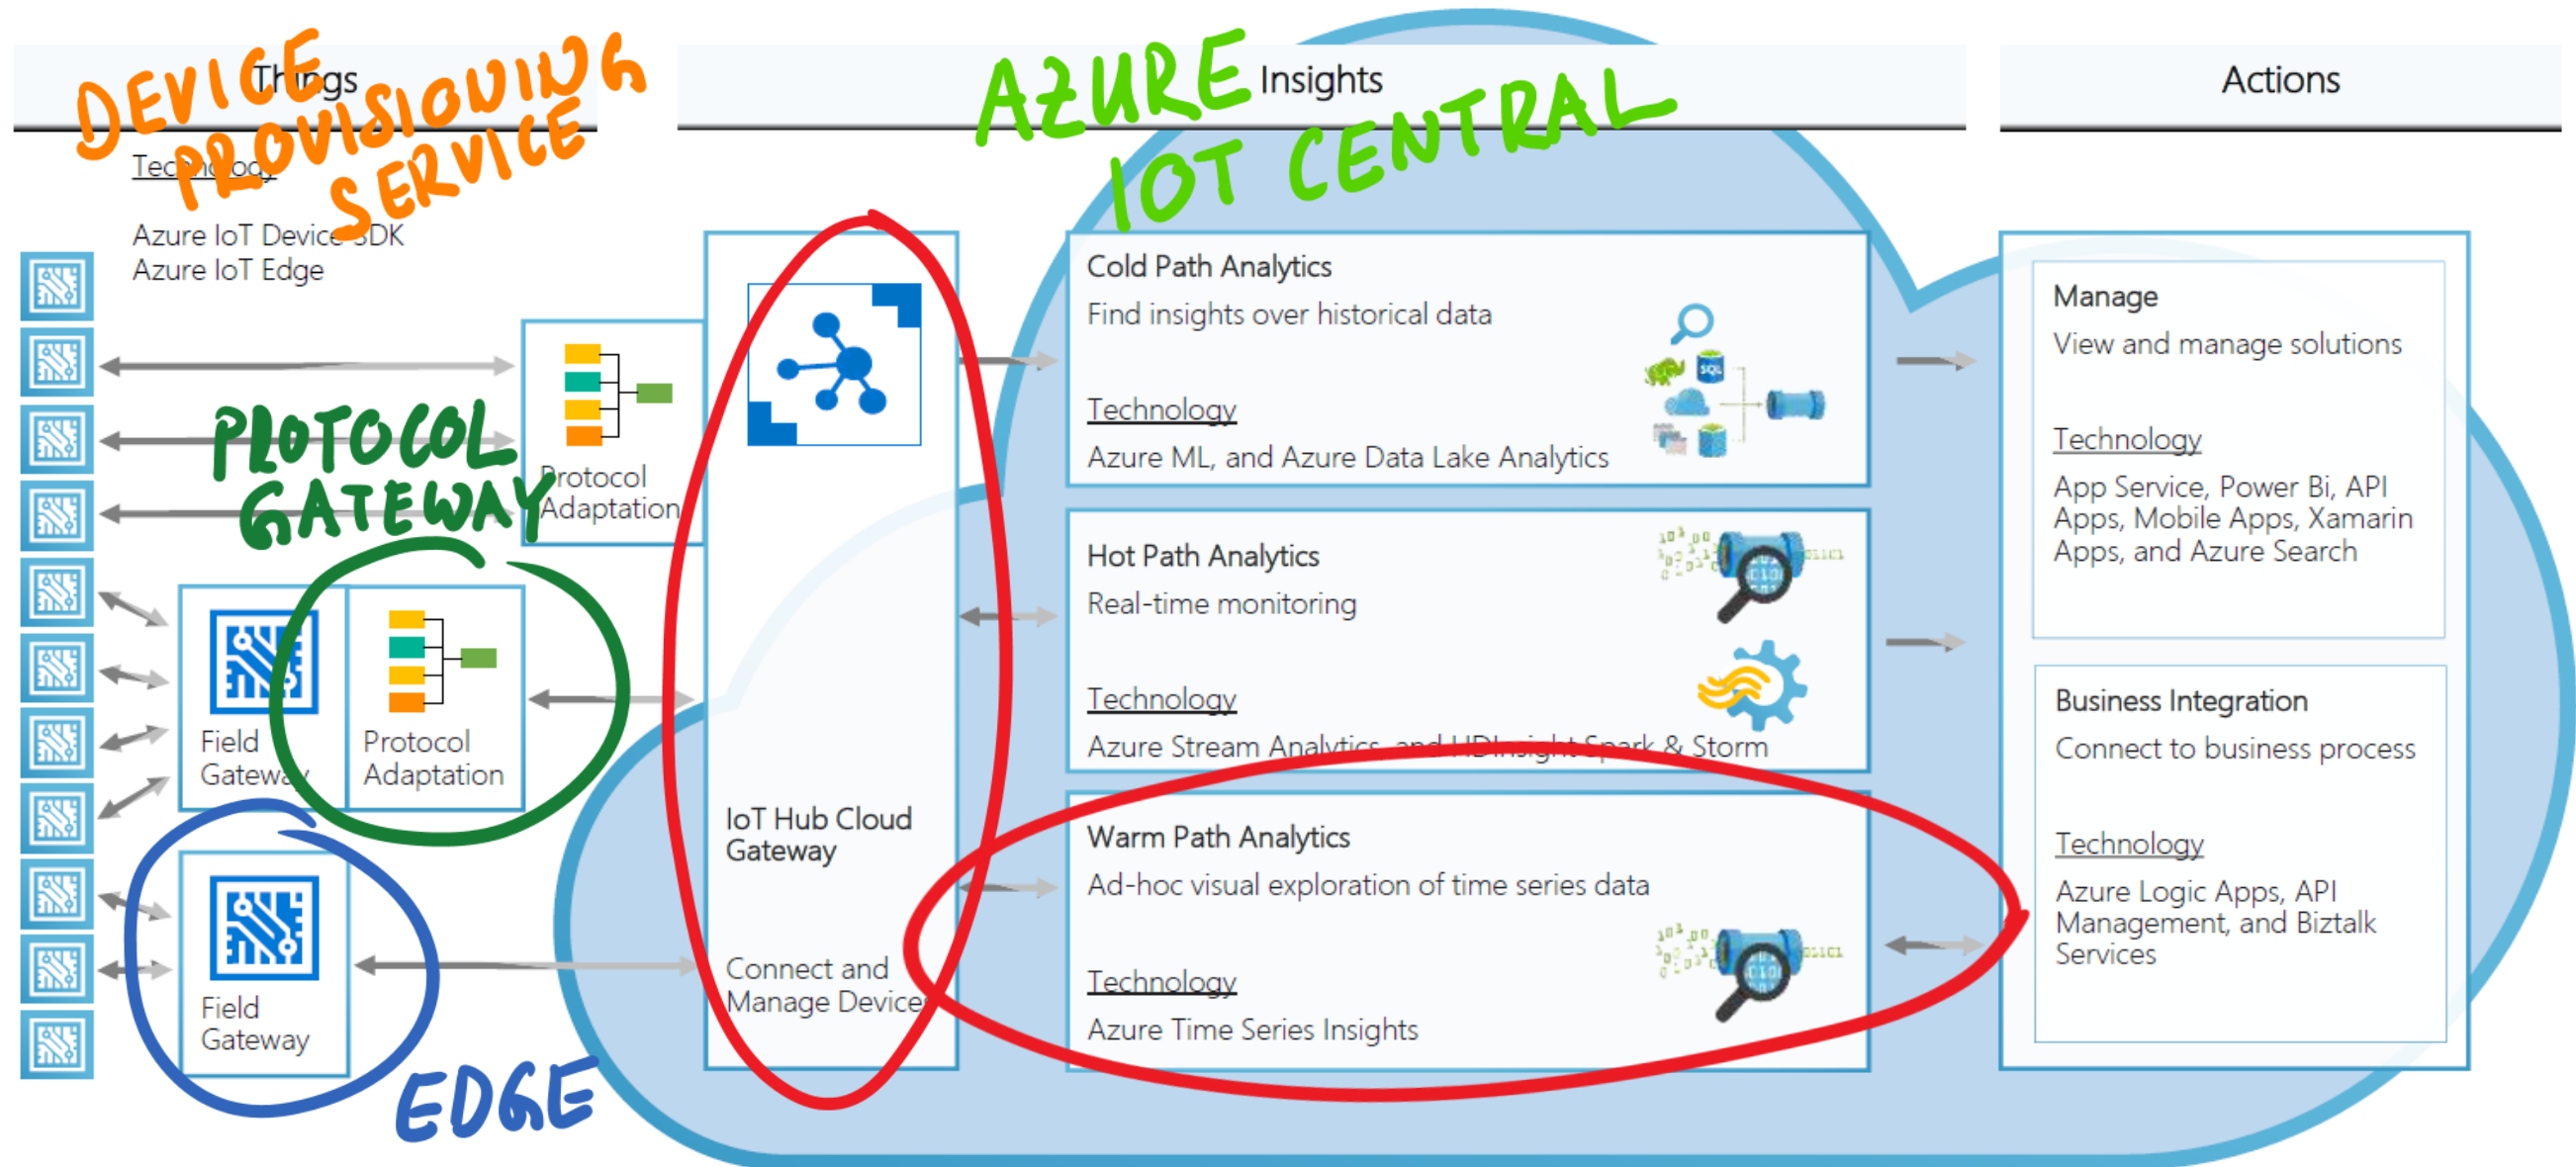 Things
Insights
Actions
DEVICE
PROVISIONING
SERVICE
AZURE
IOT CENTRAL
Technology
Azure IoT Device SDK
Azure IoT Edge
Protocol
Adaptation
PROTOCOL
GATEWAY
Field
Gateway
Protocol
Adaptation
Field
Gateway
EDGE
IoT Hub Cloud
Gateway
Connect and
Manage Devices
Cold Path Analytics
Find insights over historical data
SQL
Technology
Azure ML, and Azure Data Lake Analytics
Hot Path Analytics
Real-time monitoring
Technology
Azure Stream Analytics, and HDInsight Spark & Storm
Warm Path Analytics
Ad-hoc visual exploration of time series data
Technology
Azure Time Series Insights
Manage
View and manage solutions
Technology
App Service, Power Bi, API
Apps, Mobile Apps, Xamarin
Apps, and Azure Search
Business Integration
Connect to business process
Technology
Azure Logic Apps, API
Management, and Biztalk
Services